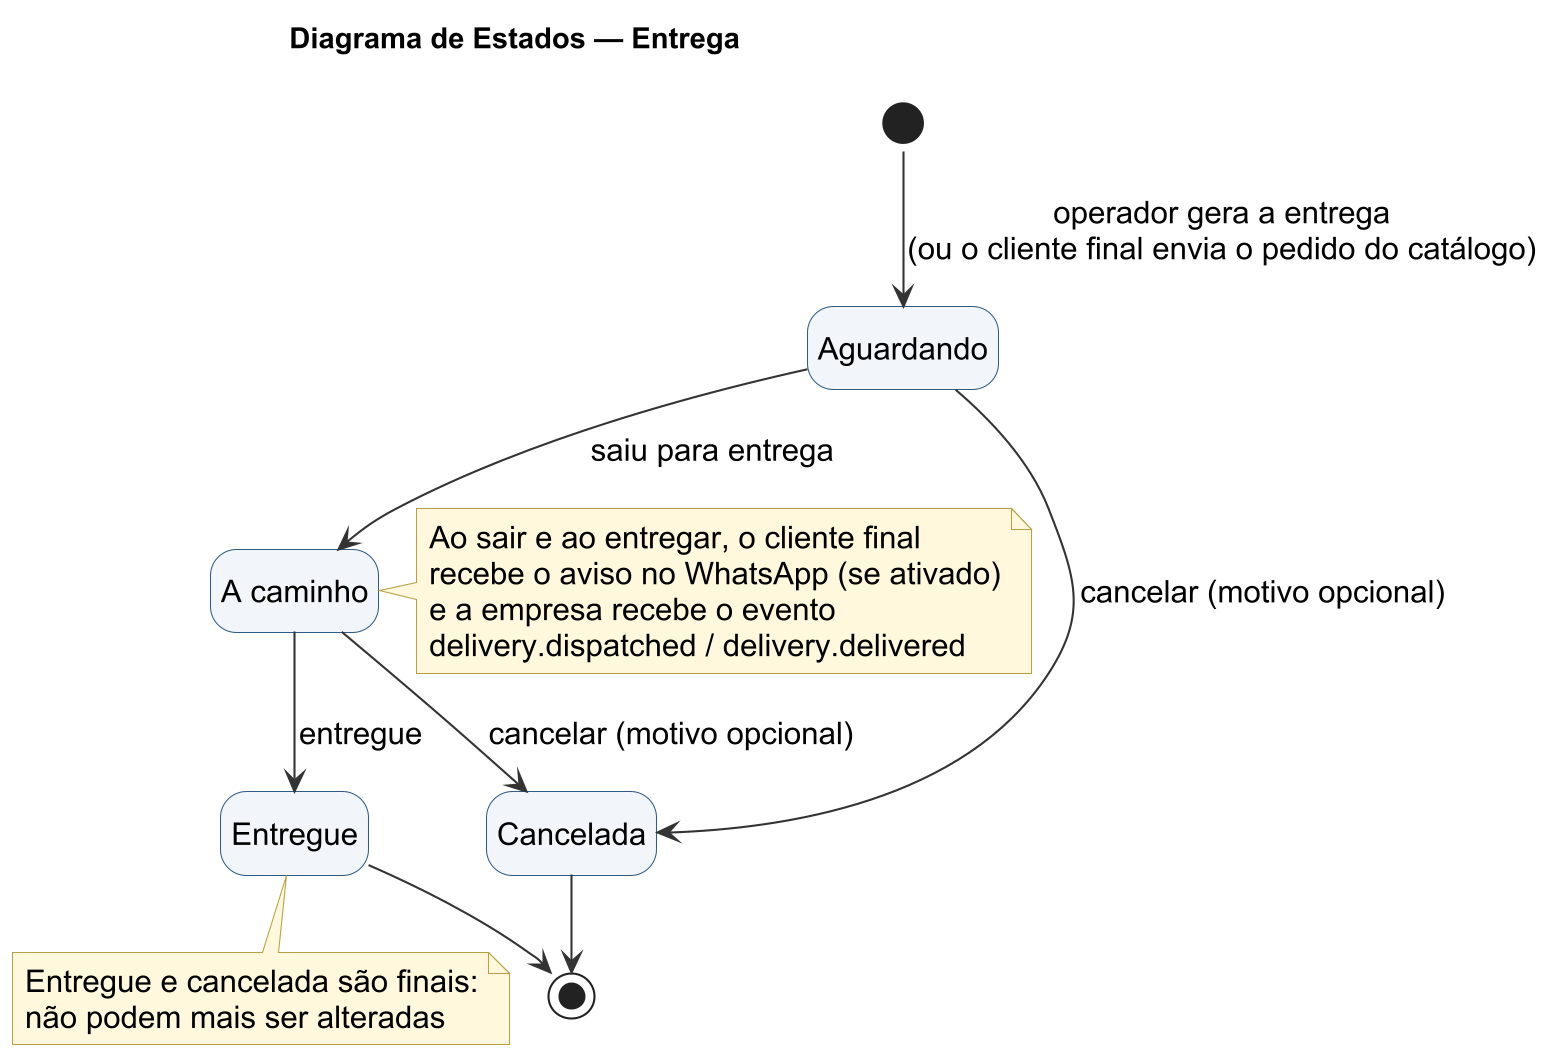 Diagrama de Estados — Entrega
operador gera a entrega
(ou o cliente final envia o pedido do catálogo)
Aguardando
saiu para entrega
Ao sair e ao entregar, o cliente final
recebe o aviso no WhatsApp (se ativado)
e a empresa recebe o evento
delivery.dispatched / delivery.delivered
A caminho
cancelar (motivo opcional)
entregue
cancelar (motivo opcional)
Entregue
Cancelada
Entregue e cancelada são finais:
não podem mais ser alteradas